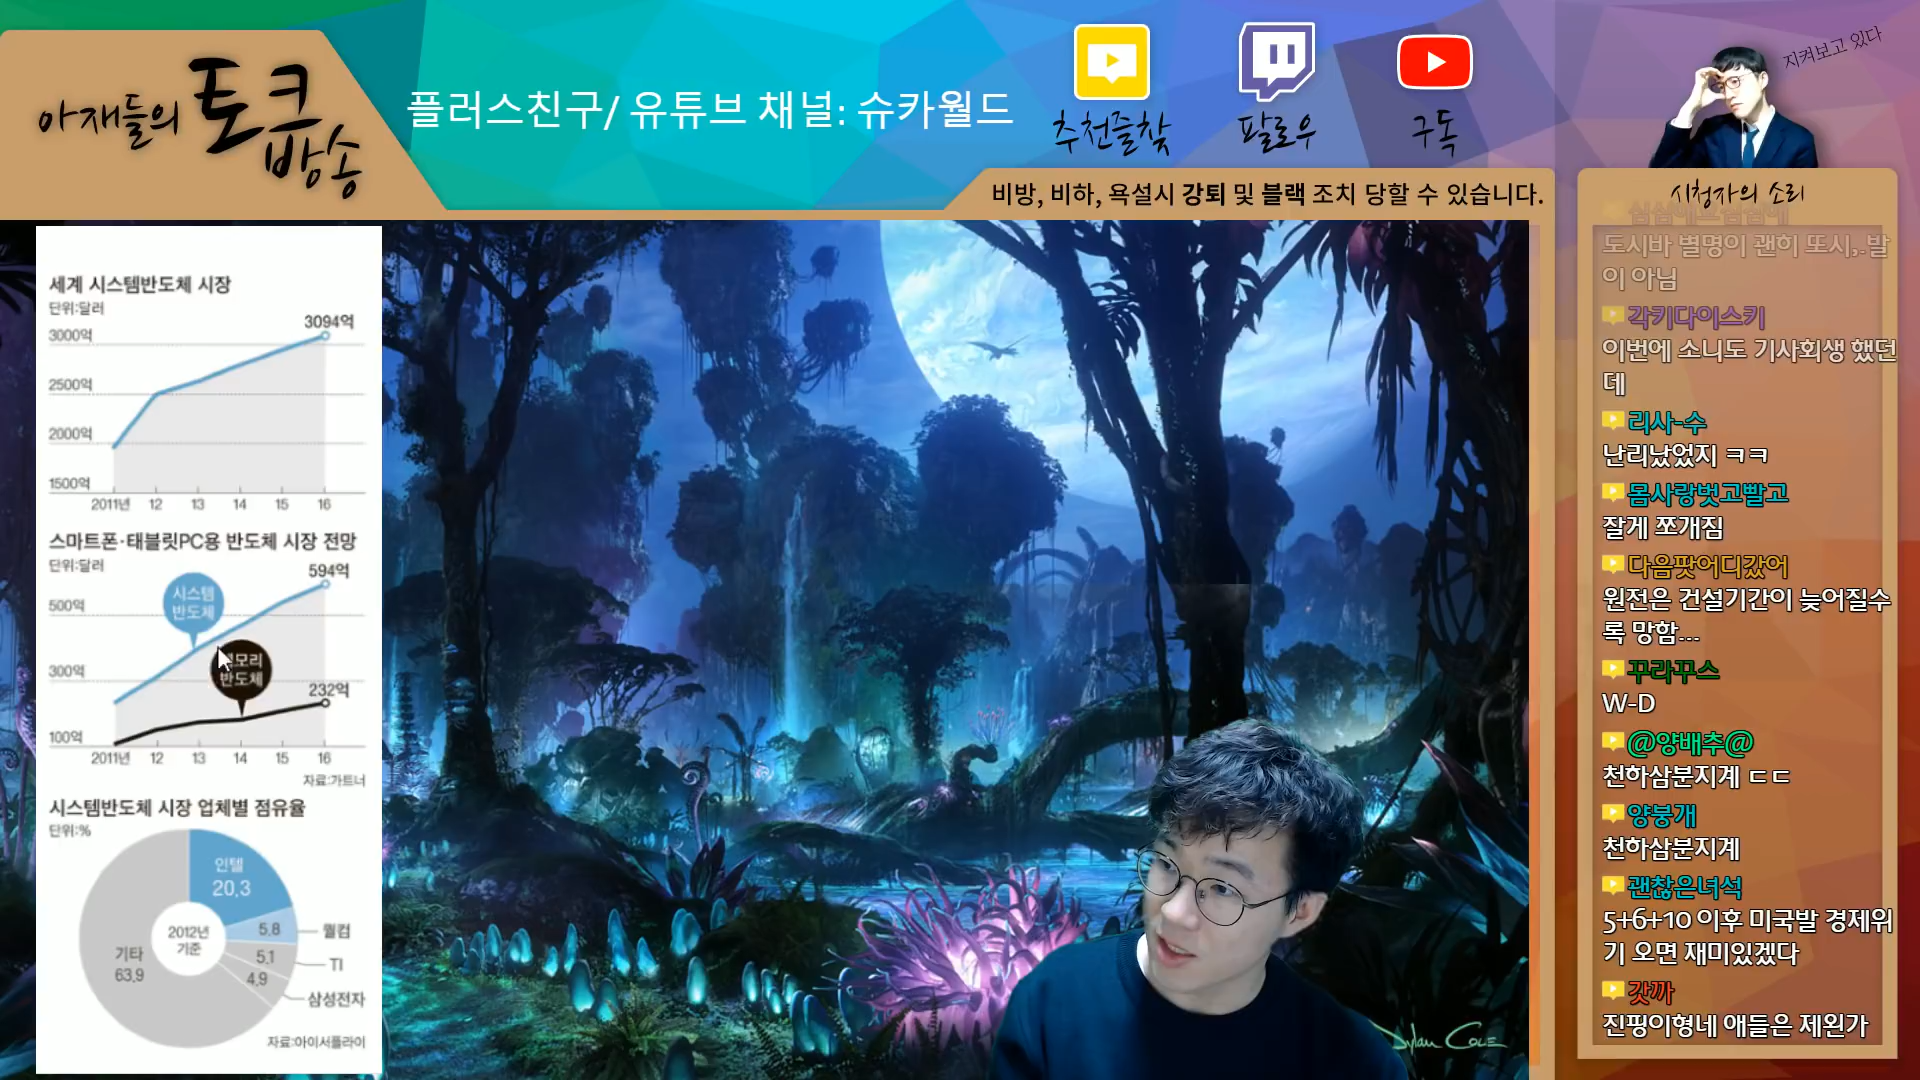 아재들의 토크
방송
플러스친구/ 유튜브 채널: 슈카월드
추천즐찾
팔로우
구독
지켜보고 있다
비방, 비하, 욕설시 강퇴 및 블랙 조치 당할 수 있습니다.
세계 시스템반도체 시장
단위:달러
3094억
3000억
2500억
2000억
1500억
2011년 12 13 14 15 16
스마트폰·태블릿PC용 반도체 시장 전망
단위:달러
594억
시스템
반도체
500억
반도체
300억
232억
100억
2011년 12 13 14 15 16
자료:가트너
시스템반도체 시장 업체별 점유율
단위:%
인텔
20.3
5.8 퀄컴
5.1 TI
4.9 삼성전자
2012년
기준
기타
63.9
자료:아이서플라이
Dylan Cole
시청자의 소리
도시바 별명이 괜히 또시,.발
이 아님
각키다이스키
이번에 소니도 기사회생 했던
데
리사-수
난리났었지 ㅋㅋ
몸사랑벗고빨고
잘게 쪼개짐
다음팟어디갔어
원전은 건설기간이 늦어질수
록 망함...
꾸라꾸스
W-D
@양배추@
천하삼분지계 ㄷㄷ
양붕개
천하삼분지계
괜찮은녀석
5+6+10 이후 미국발 경제위
기 오면 재미있겠다
갓까
진핑이형네 애들은 제왼가